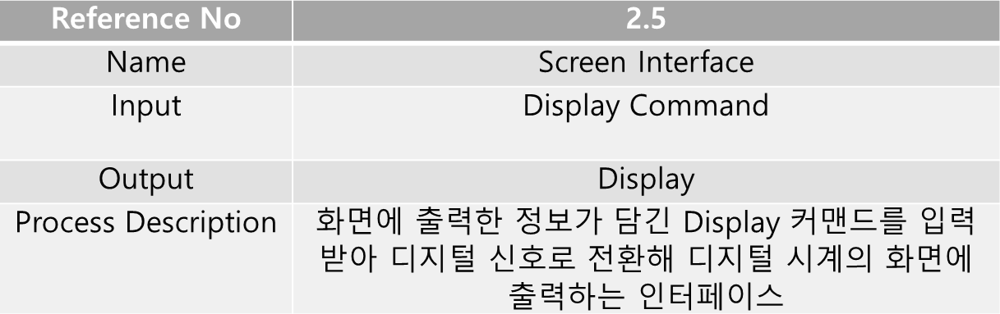 Reference No 2.5
Name Screen Interface
Input Display Command
Output Display
Process Description 화면에 출력한 정보가 담긴 Display 커맨드를 입력
받아 디지털 신호로 전환해 디지털 시계의 화면에
출력하는 인터페이스